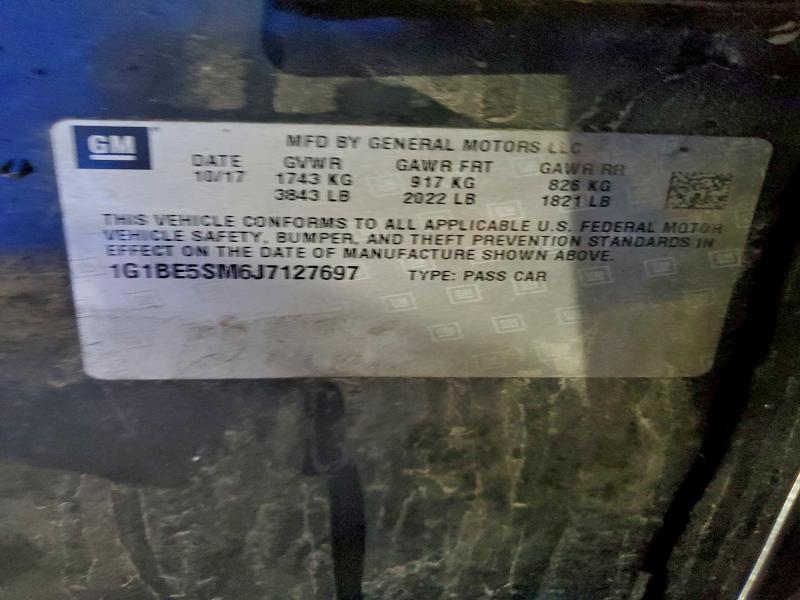 GM
MFD BY GENERAL MOTORS LLC
DATE GVWR GAWR FRT GAWR RR
10/17 1743 KG 917 KG 826 KG
3843 LB 2022 LB 1821 LB
THIS VEHICLE CONFORMS TO ALL APPLICABLE U.S. FEDERAL MOTOR
VEHICLE SAFETY, BUMPER, AND THEFT PREVENTION STANDARDS IN
EFFECT ON THE DATE OF MANUFACTURE SHOWN ABOVE.
1G1BE5SM6J7127697 TYPE: PASS CAR